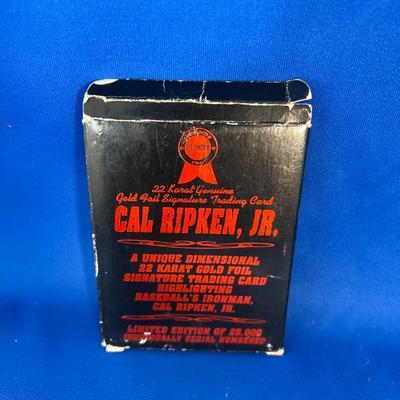 22 Karat Genuine
Gold Foil Signature Trading Card
CAL RIPKEN, JR.
A UNIQUE DIMENSIONAL
22 KARAT GOLD FOIL
SIGNATURE TRADING CARD
HIGHLIGHTING
BASEBALL'S IRONMAN,
CAL RIPKEN, JR.
LIMITED EDITION OF 25,000
INDIVIDUALLY SERIAL NUMBERED